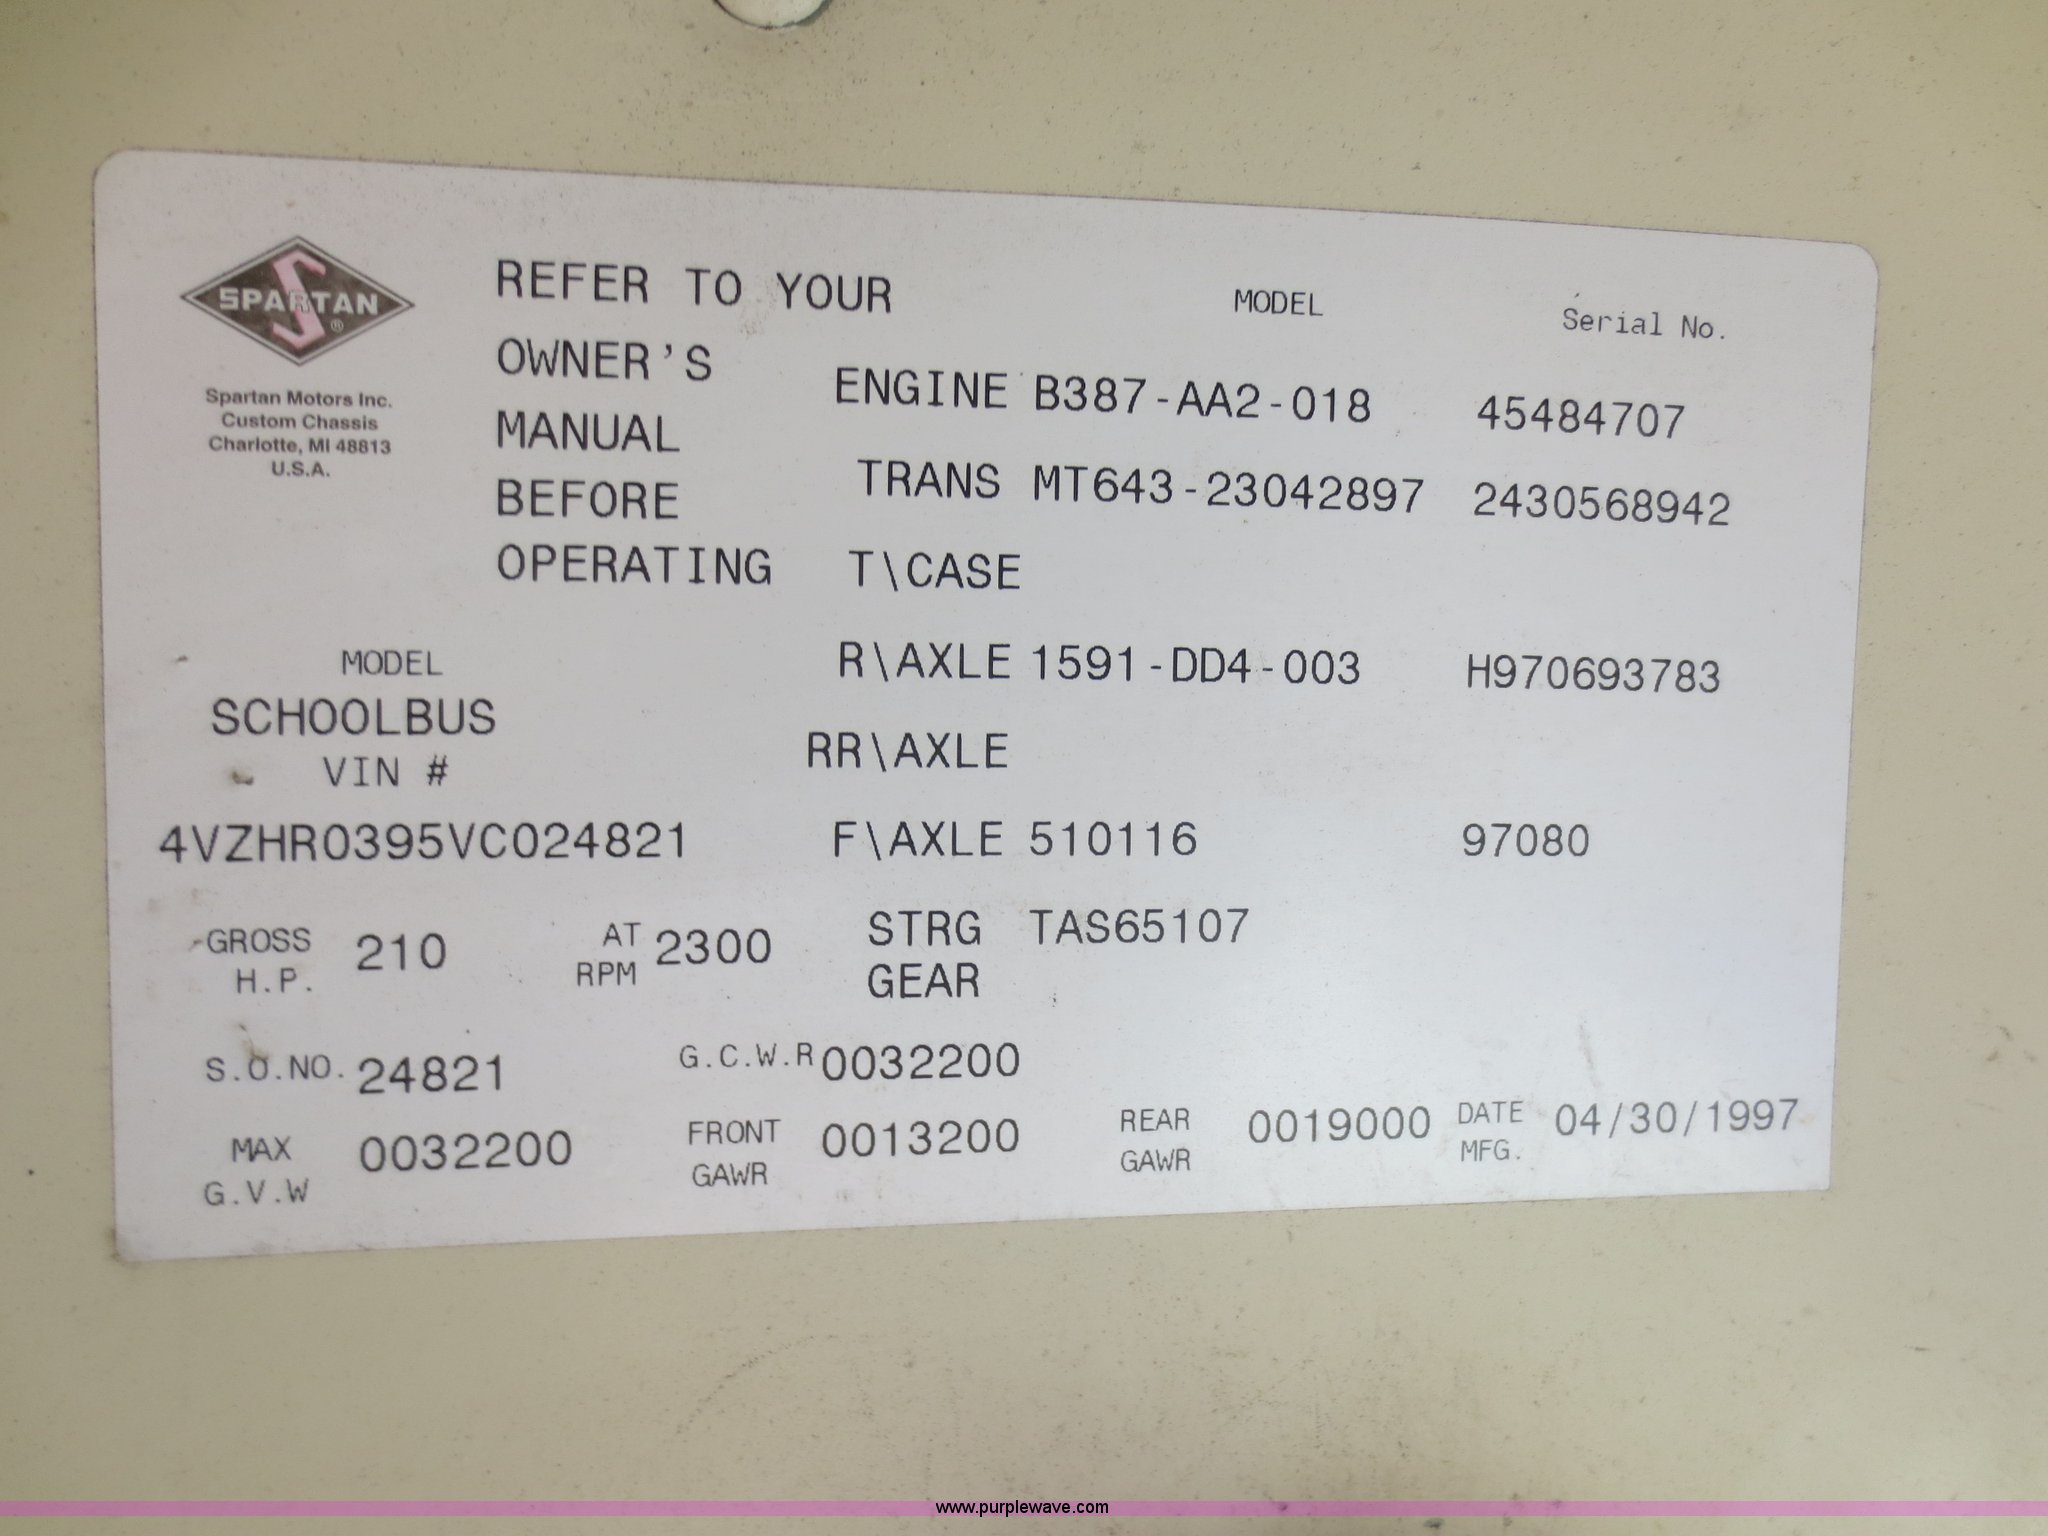 SPARTAN
®
Spartan Motors Inc.
Custom Chassis
Charlotte, MI 48813
U.S.A.
REFER TO YOUR
OWNER'S
MANUAL
BEFORE
OPERATING
MODEL Serial No.
ENGINE B387-AA2-018 45484707
TRANS MT643-23042897 2430568942
T\CASE
R\AXLE 1591-DD4-003 H970693783
RR\AXLE
F\AXLE 510116 97080
STRG TAS65107
GEAR
MODEL
SCHOOLBUS
VIN #
4VZHR0395VC024821
GROSS H.P. 210 AT RPM 2300
S.O.NO. 24821 G.C.W.R 0032200
MAX G.V.W 0032200 FRONT GAWR 0013200 REAR GAWR 0019000 DATE MFG. 04/30/1997
www.purplewave.com